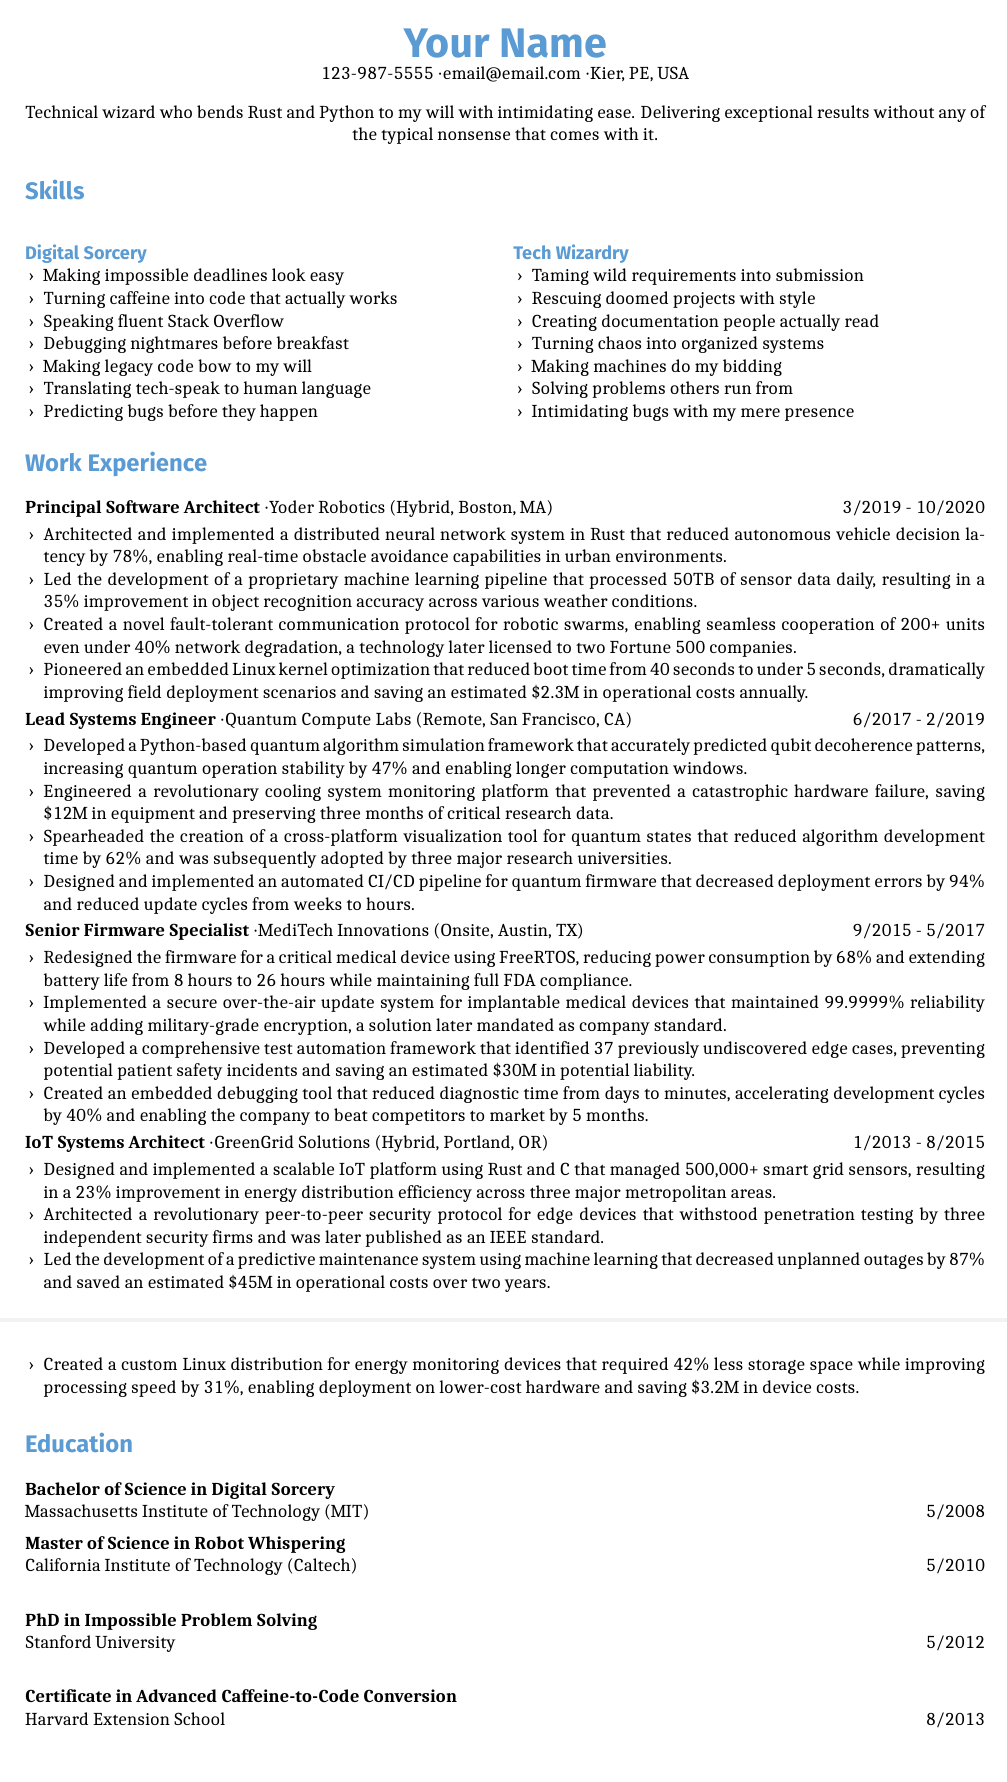 Your Name
123-987-5555 ·email@email.com ·Kier, PE, USA
Technical wizard who bends Rust and Python to my will with intimidating ease. Delivering exceptional results without any of
the typical nonsense that comes with it.
Skills
Digital Sorcery
› Making impossible deadlines look easy
› Turning caffeine into code that actually works
› Speaking fluent Stack Overflow
› Debugging nightmares before breakfast
› Making legacy code bow to my will
› Translating tech-speak to human language
› Predicting bugs before they happen
Tech Wizardry
› Taming wild requirements into submission
› Rescuing doomed projects with style
› Creating documentation people actually read
› Turning chaos into organized systems
› Making machines do my bidding
› Solving problems others run from
› Intimidating bugs with my mere presence
Work Experience
Principal Software Architect ·Yoder Robotics (Hybrid, Boston, MA) 3/2019 - 10/2020
› Architected and implemented a distributed neural network system in Rust that reduced autonomous vehicle decision la-
tency by 78%, enabling real-time obstacle avoidance capabilities in urban environments.
› Led the development of a proprietary machine learning pipeline that processed 50TB of sensor data daily, resulting in a
35% improvement in object recognition accuracy across various weather conditions.
› Created a novel fault-tolerant communication protocol for robotic swarms, enabling seamless cooperation of 200+ units
even under 40% network degradation, a technology later licensed to two Fortune 500 companies.
› Pioneered an embedded Linux kernel optimization that reduced boot time from 40 seconds to under 5 seconds, dramatically
improving field deployment scenarios and saving an estimated $2.3M in operational costs annually.
Lead Systems Engineer ·Quantum Compute Labs (Remote, San Francisco, CA) 6/2017 - 2/2019
› Developed a Python-based quantum algorithm simulation framework that accurately predicted qubit decoherence patterns,
increasing quantum operation stability by 47% and enabling longer computation windows.
› Engineered a revolutionary cooling system monitoring platform that prevented a catastrophic hardware failure, saving
$12M in equipment and preserving three months of critical research data.
› Spearheaded the creation of a cross-platform visualization tool for quantum states that reduced algorithm development
time by 62% and was subsequently adopted by three major research universities.
› Designed and implemented an automated CI/CD pipeline for quantum firmware that decreased deployment errors by 94%
and reduced update cycles from weeks to hours.
Senior Firmware Specialist ·MediTech Innovations (Onsite, Austin, TX) 9/2015 - 5/2017
› Redesigned the firmware for a critical medical device using FreeRTOS, reducing power consumption by 68% and extending
battery life from 8 hours to 26 hours while maintaining full FDA compliance.
› Implemented a secure over-the-air update system for implantable medical devices that maintained 99.9999% reliability
while adding military-grade encryption, a solution later mandated as company standard.
› Developed a comprehensive test automation framework that identified 37 previously undiscovered edge cases, preventing
potential patient safety incidents and saving an estimated $30M in potential liability.
› Created an embedded debugging tool that reduced diagnostic time from days to minutes, accelerating development cycles
by 40% and enabling the company to beat competitors to market by 5 months.
IoT Systems Architect ·GreenGrid Solutions (Hybrid, Portland, OR) 1/2013 - 8/2015
› Designed and implemented a scalable IoT platform using Rust and C that managed 500,000+ smart grid sensors, resulting
in a 23% improvement in energy distribution efficiency across three major metropolitan areas.
› Architected a revolutionary peer-to-peer security protocol for edge devices that withstood penetration testing by three
independent security firms and was later published as an IEEE standard.
› Led the development of a predictive maintenance system using machine learning that decreased unplanned outages by 87%
and saved an estimated $45M in operational costs over two years.
› Created a custom Linux distribution for energy monitoring devices that required 42% less storage space while improving
processing speed by 31%, enabling deployment on lower-cost hardware and saving $3.2M in device costs.
Education
Bachelor of Science in Digital Sorcery
Massachusetts Institute of Technology (MIT) 5/2008
Master of Science in Robot Whispering
California Institute of Technology (Caltech) 5/2010
PhD in Impossible Problem Solving
Stanford University 5/2012
Certificate in Advanced Caffeine-to-Code Conversion
Harvard Extension School 8/2013